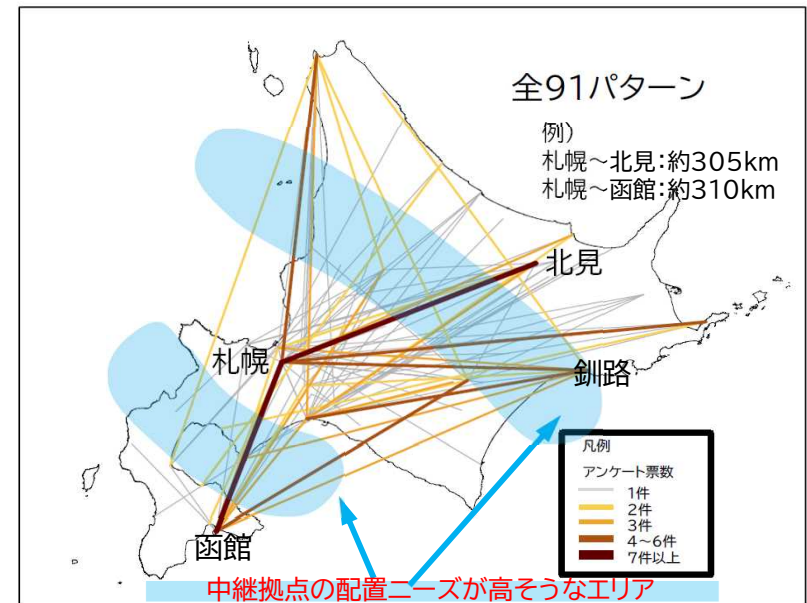 全91パターン
例)
札幌~北見:約305km
札幌~函館:約310km
北見
札幌
釧路
函館
凡例
アンケート票数
1件
2件
3件
4~6件
7件以上
中継拠点の配置ニーズが高そうなエリア